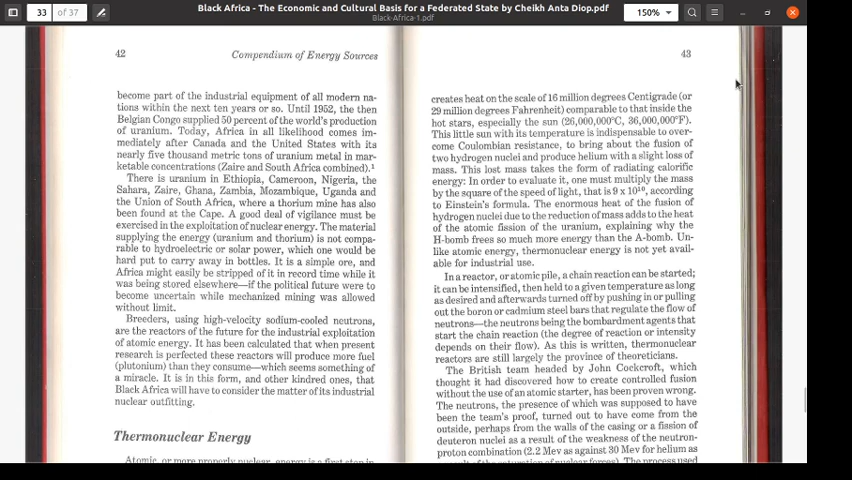 Black Africa - The Economic and Cultural Basis for a Federated State by Cheikh Anta Diop.pdf
Black-Africa-1.pdf
33 of 37
150%
42 Compendium of Energy Sources
become part of the industrial equipment of all modern na-
tions within the next ten years or so. Until 1952, the then
Belgian Congo supplied 50 percent of the world's production
of uranium. Today, Africa in all likelihood comes im-
mediately after Canada and the United States with its
nearly five thousand metric tons of uranium metal in mar-
ketable concentrations (Zaire and South Africa combined).¹
There is uranium in Ethiopia, Cameroon, Nigeria, the
Sahara, Zaire, Ghana, Zambia, Mozambique, Uganda and
the Union of South Africa, where a thorium mine has also
been found at the Cape. A good deal of vigilance must be
exercised in the exploitation of nuclear energy. The material
supplying the energy (uranium and thorium) is not compa-
rable to hydroelectric or solar power, which one would be
hard put to carry away in bottles. It is a simple ore, and
Africa might easily be stripped of it in record time while it
was being stored elsewhere—if the political future were to
become uncertain while mechanized mining was allowed
without limit.
Breeders, using high-velocity sodium-cooled neutrons,
are the reactors of the future for the industrial exploitation
of atomic energy. It has been calculated that when present
research is perfected these reactors will produce more fuel
(plutonium) than they consume—which seems something of
a miracle. It is in this form, and other kindred ones, that
Black Africa will have to consider the matter of its industrial
nuclear outfitting.
Thermonuclear Energy
Atomic, or more properly nuclear, energy is a first step in
43
creates heat on the scale of 16 million degrees Centigrade (or
29 million degrees Fahrenheit) comparable to that inside the
hot stars, especially the sun (26,000,000°C, 36,000,000°F).
This little sun with its temperature is indispensable to over-
come Coulombian resistance, to bring about the fusion of
two hydrogen nuclei and produce helium with a slight loss of
mass. This lost mass takes the form of radiating calorific
energy: In order to evaluate it, one must multiply the mass
by the square of the speed of light, that is 9 x 10¹⁰, according
to Einstein's formula. The enormous heat of the fusion of
hydrogen nuclei due to the reduction of mass adds to the heat
of the atomic fission of the uranium, explaining why the
H-bomb frees so much more energy than the A-bomb. Un-
like atomic energy, thermonuclear energy is not yet avail-
able for industrial use.
In a reactor, or atomic pile, a chain reaction can be started;
it can be intensified, then held to a given temperature as long
as desired and afterwards turned off by pushing in or pulling
out the boron or cadmium steel bars that regulate the flow of
neutrons—the neutrons being the bombardment agents that
start the chain reaction (the degree of reaction or intensity
depends on their flow). As this is written, thermonuclear
reactors are still largely the province of theoreticians.
The British team headed by John Cockcroft, which
thought it had discovered how to create controlled fusion
without the use of an atomic starter, has been proven wrong.
The neutrons, the presence of which was supposed to have
been the team's proof, turned out to have come from the
outside, perhaps from the walls of the casing or a fission of
deuteron nuclei as a result of the weakness of the neutron-
proton combination (2.2 Mev as against 30 Mev for helium as
a result of the saturation of nuclear forces). The process used